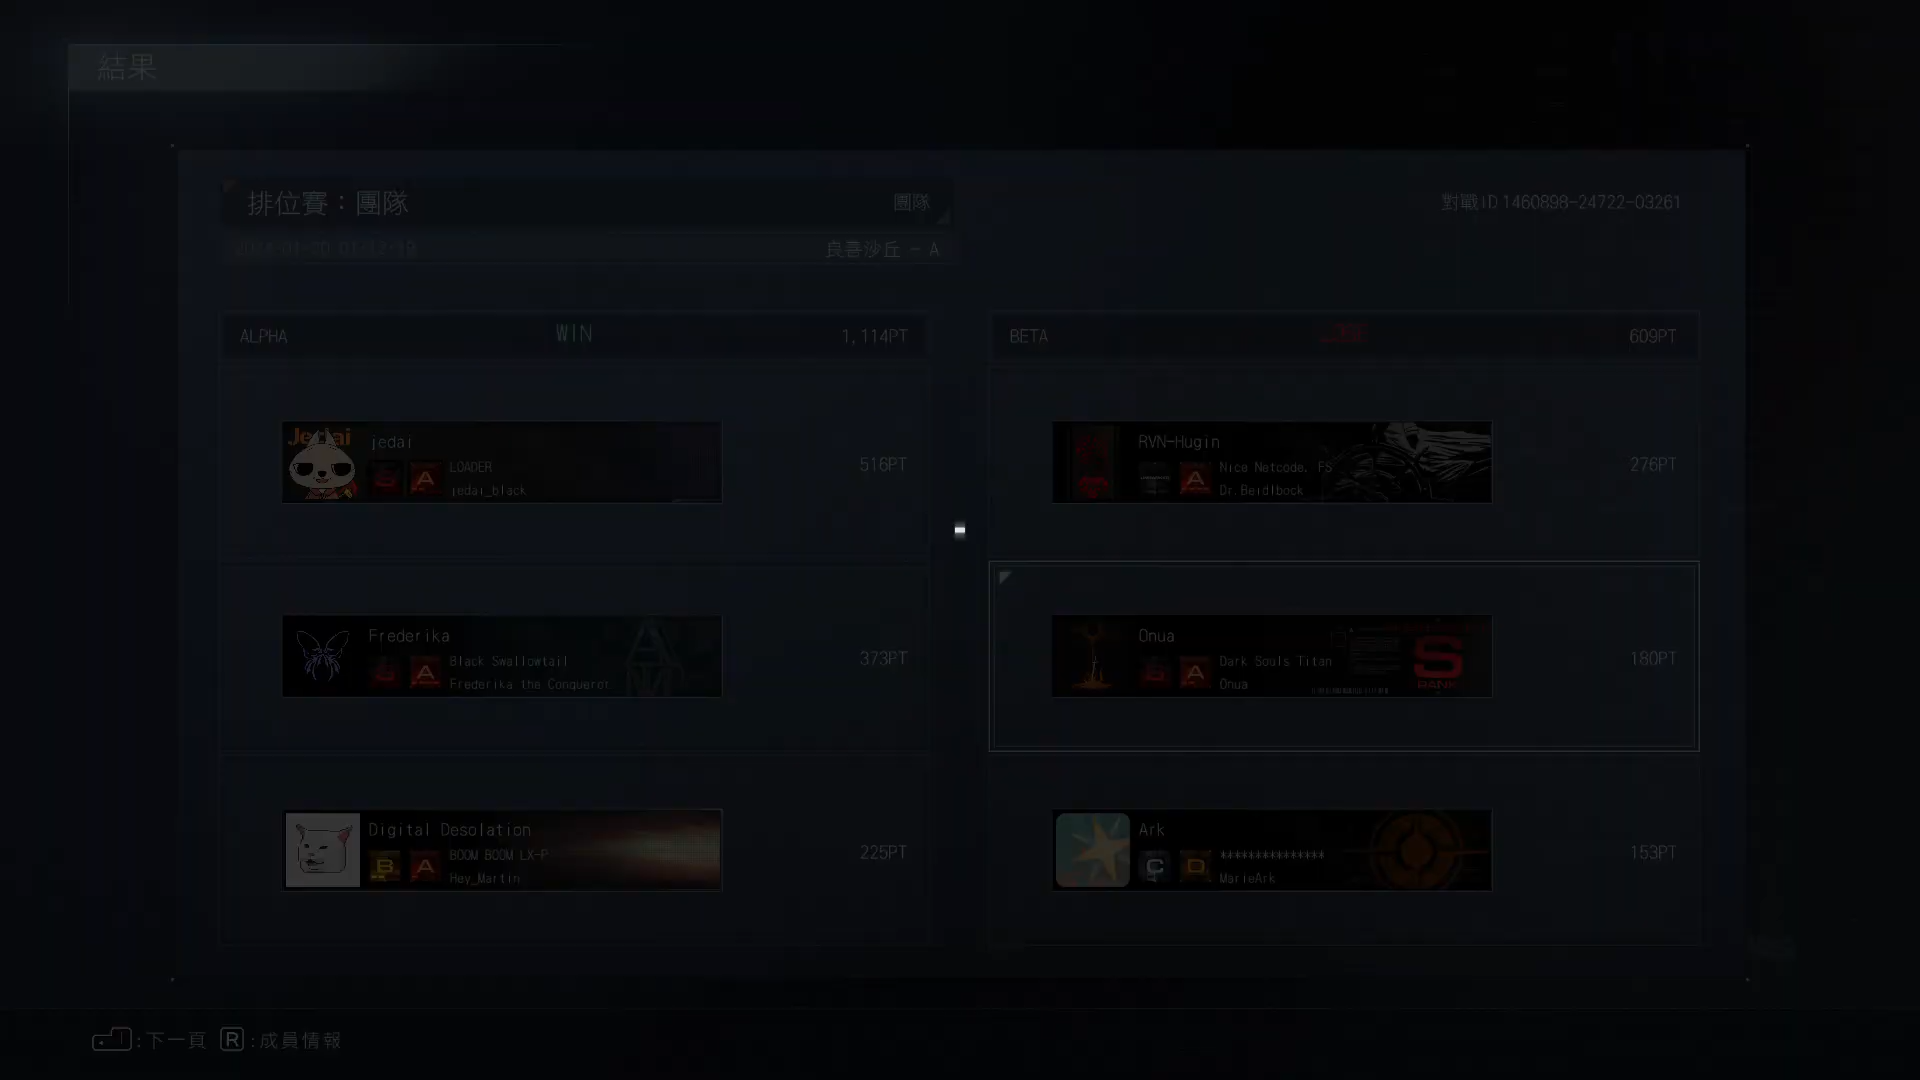 結果
排位賽：團隊
團隊
對戰ID 1460898-24722-03261
良善沙丘 - A
ALPHA
WIN
1,114PT
BETA
609PT
Jedai
jedai
A
LOADER
jedai_black
516PT
RVN-Hugin
A
Nice Netcode, FS
Dr.Beidlbock
276PT
Frederika
A
Black Swallowtail
Frederika the Conqueror
373PT
Onua
A
Dark Souls Titan
Onua
S
RANK
180PT
Digital Desolation
B
A
BOOM BOOM LX-P
Hey_Martin
225PT
Ark
C
D
***************
MarieArk
153PT
:下一頁 R :成員情報